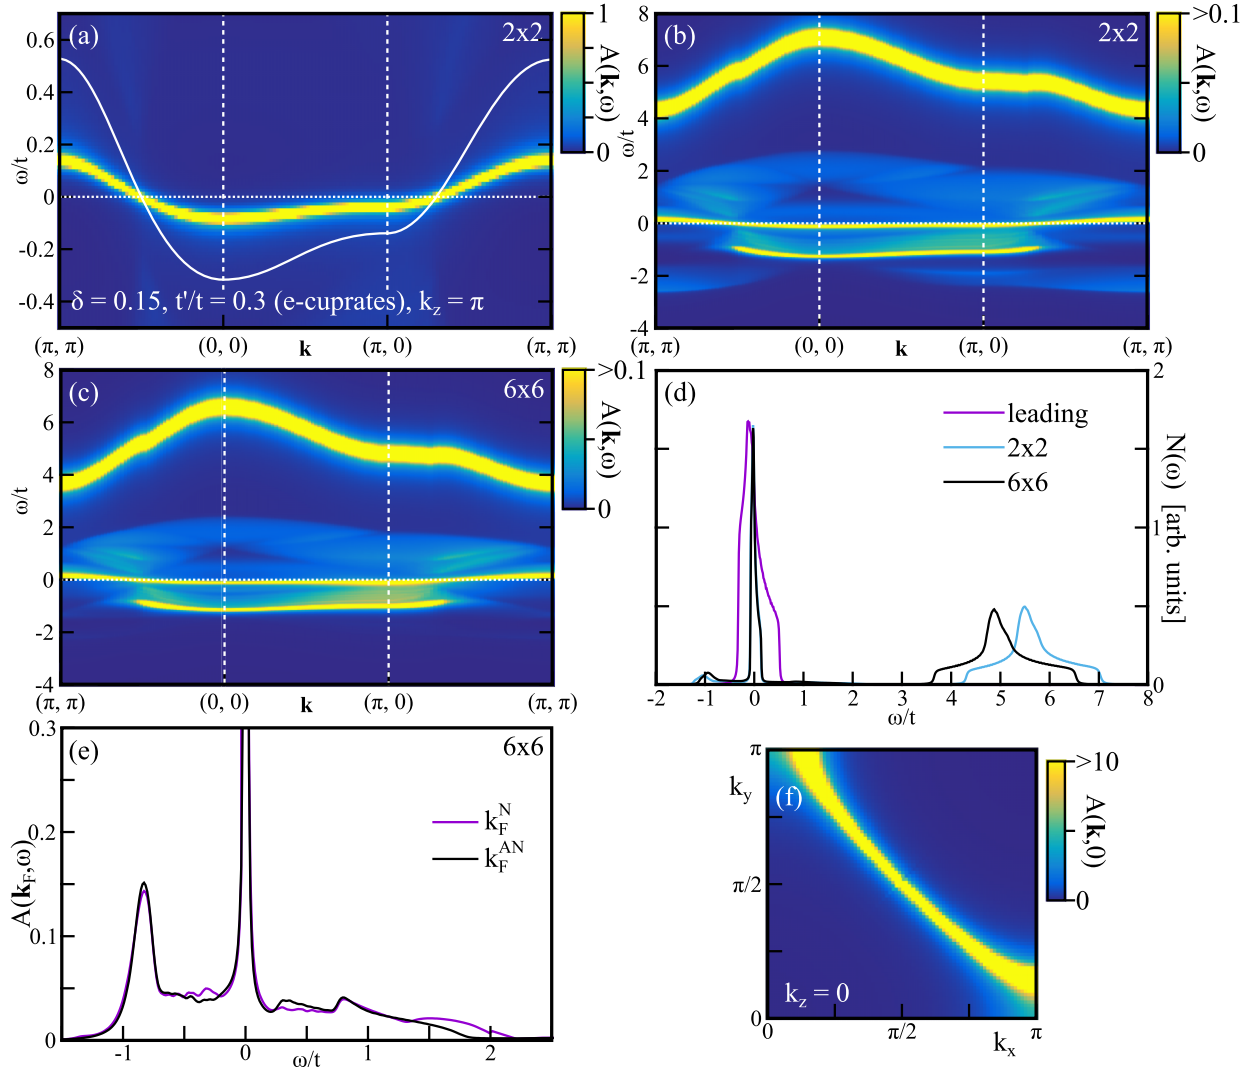 (a)
2x2
0.6
0.4
0.2
0
-0.2
-0.4
ω/t
δ = 0.15, t'/t = 0.3 (e-cuprates), k_z = π
(π, π) (0, 0) k (π, 0) (π, π)
1
A(k,ω)
0
(b)
2x2
8
6
4
2
0
-2
-4
ω/t
(π, π) (0, 0) k (π, 0) (π, π)
>0.1
A(k,ω)
0
(c)
6x6
8
6
4
2
0
-2
-4
ω/t
(π, π) (0, 0) k (π, 0) (π, π)
>0.1
A(k,ω)
0
(d)
leading
2x2
6x6
2
1
0
N(ω) [arb. units]
-2 -1 0 1 2 3 4 5 6 7 8
ω/t
(e)
6x6
0.3
0.2
0.1
0
A(k_F,ω)
k_F^N
k_F^AN
-1 0 1 2
ω/t
(f)
π
k_y
π/2
0
k_z = 0
0 π/2 π
k_x
>10
A(k,0)
0